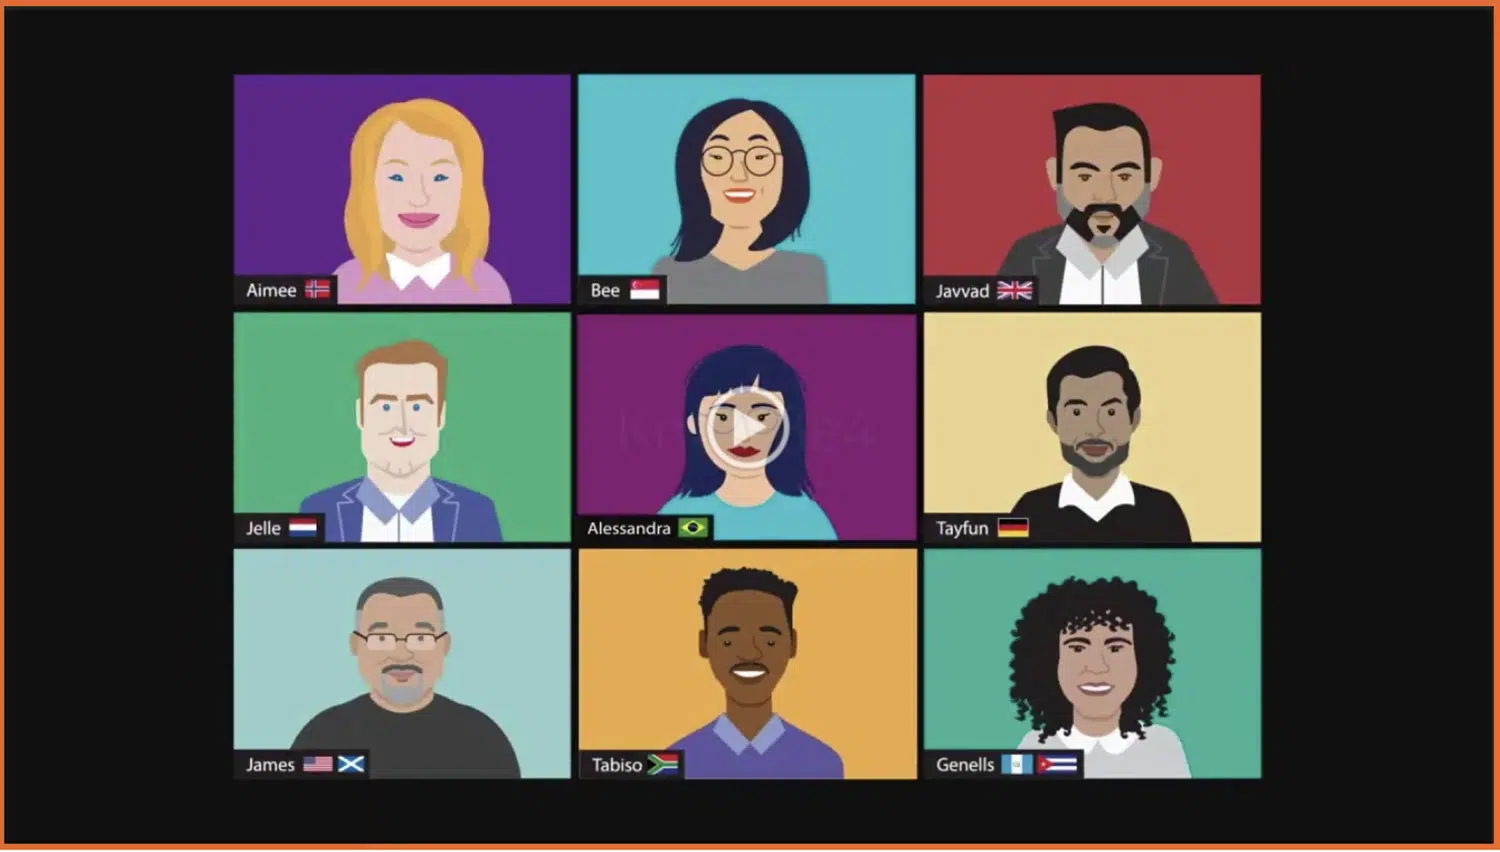 Aimee
Bee
Javvad
Jelle
Alessandra
Tayfun
James
Tabiso
Genells